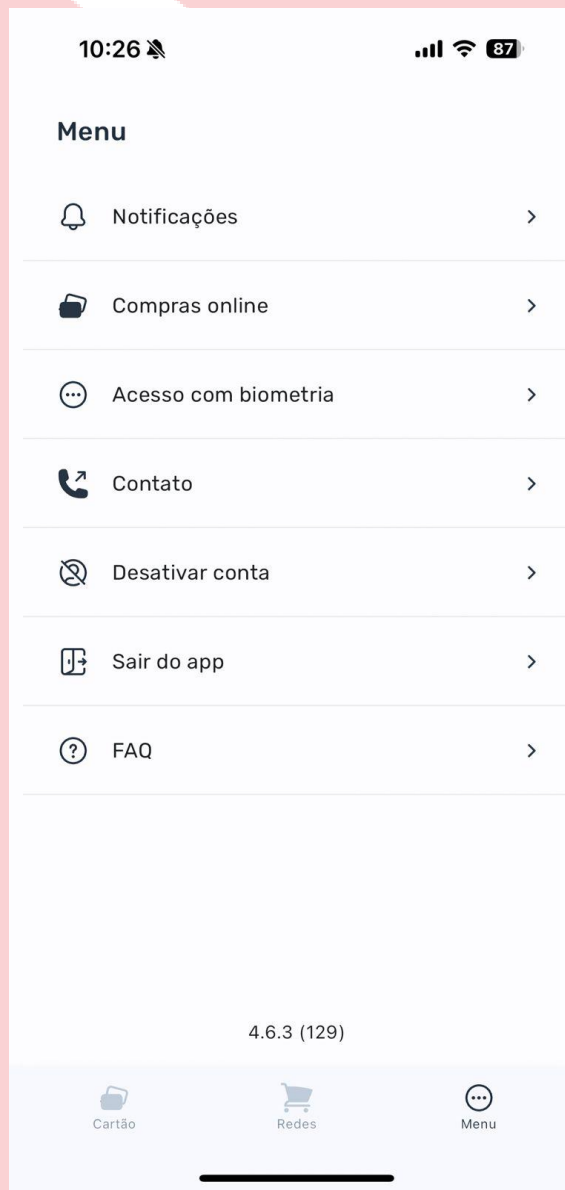 10:26
87
Menu
Notificações
Compras online
Acesso com biometria
Contato
Desativar conta
Sair do app
FAQ
4.6.3 (129)
Cartão
Redes
Menu